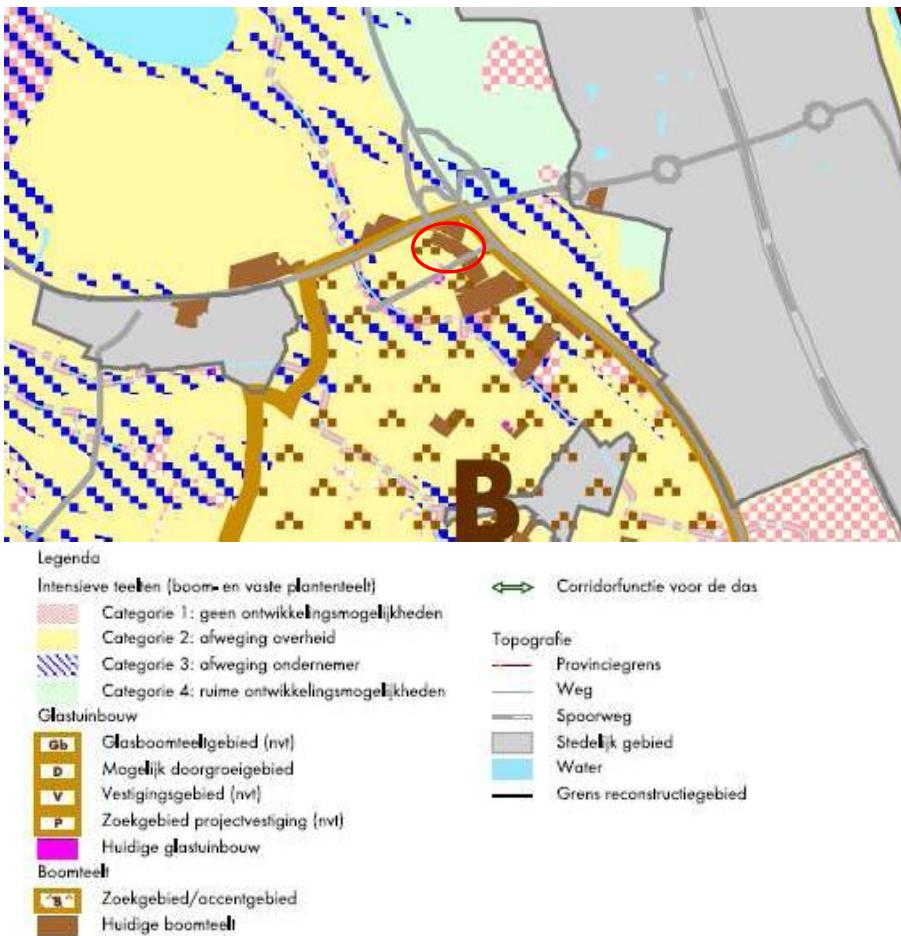 B
Legenda
Intensieve teelten (boom- en vaste plantenteelt)
Categorie 1: geen ontwikkelingsmogelijkheden
Categorie 2: afweging overheid
Categorie 3: afweging ondernemer
Categorie 4: ruime ontwikkelingsmogelijkheden
Glastuinbouw
Gb Glasboomteeltgebied (nvt)
D Mogelijk doorgroeigebied
V Vestigingsgebied (nvt)
P Zoekgebied projectvestiging (nvt)
Huidige glastuinbouw
Boomteelt
B Zoekgebied/accentgebied
Huidige boomteelt
Corridorfunctie voor de das
Topografie
Provinciegrens
Weg
Spoorweg
Stedelijk gebied
Water
Grens reconstructiegebied